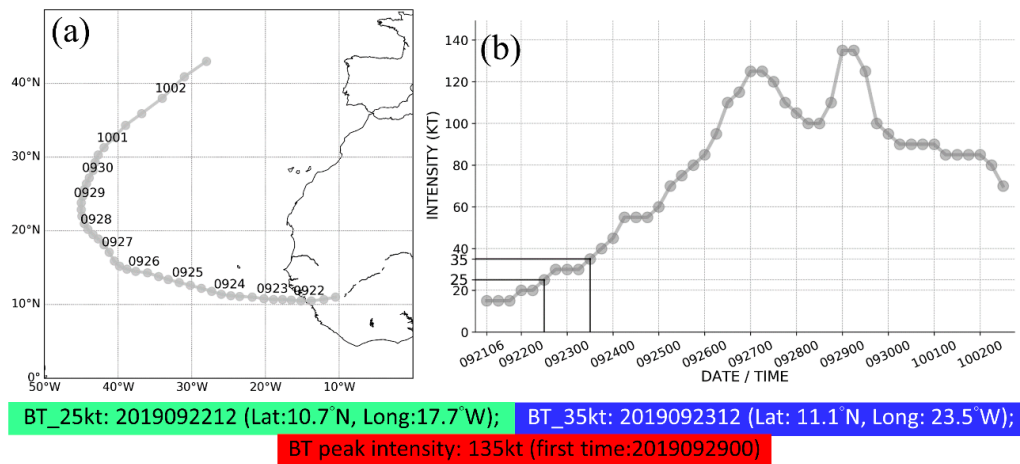 (a)
40°N
30°N
20°N
10°N
0°
50°W 40°W 30°W 20°W 10°W
1002
1001
0930
0929
0928
0927
0926
0925
0924
0923
0922
(b)
INTENSITY (KT)
140
120
100
80
60
40
35
25
20
0
092106 092200 092300 092400 092500 092600 092700 092800 092900 093000 100100 100200
DATE / TIME
BT_25kt: 2019092212 (Lat:10.7°N, Long:17.7°W);
BT_35kt: 2019092312 (Lat: 11.1°N, Long: 23.5°W);
BT peak intensity: 135kt (first time:2019092900)